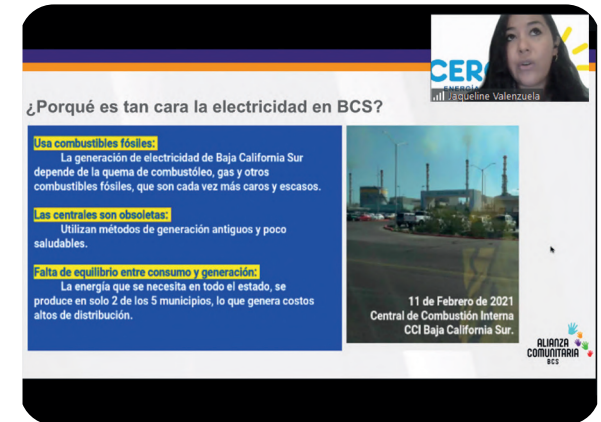 CER
ENERGÍA
Jaqueline Valenzuela
¿Porqué es tan cara la electricidad en BCS?
Usa combustibles fósiles:
La generación de electricidad de Baja California Sur
depende de la quema de combustóleo, gas y otros
combustibles fósiles, que son cada vez más caros y escasos.
Las centrales son obsoletas:
Utilizan métodos de generación antiguos y poco
saludables.
Falta de equilibrio entre consumo y generación:
La energía que se necesita en todo el estado, se
produce en solo 2 de los 5 municipios, lo que genera costos
altos de distribución.
11 de Febrero de 2021
Central de Combustión Interna
CCI Baja California Sur.
ALIANZA
COMUNITARIA
BCS